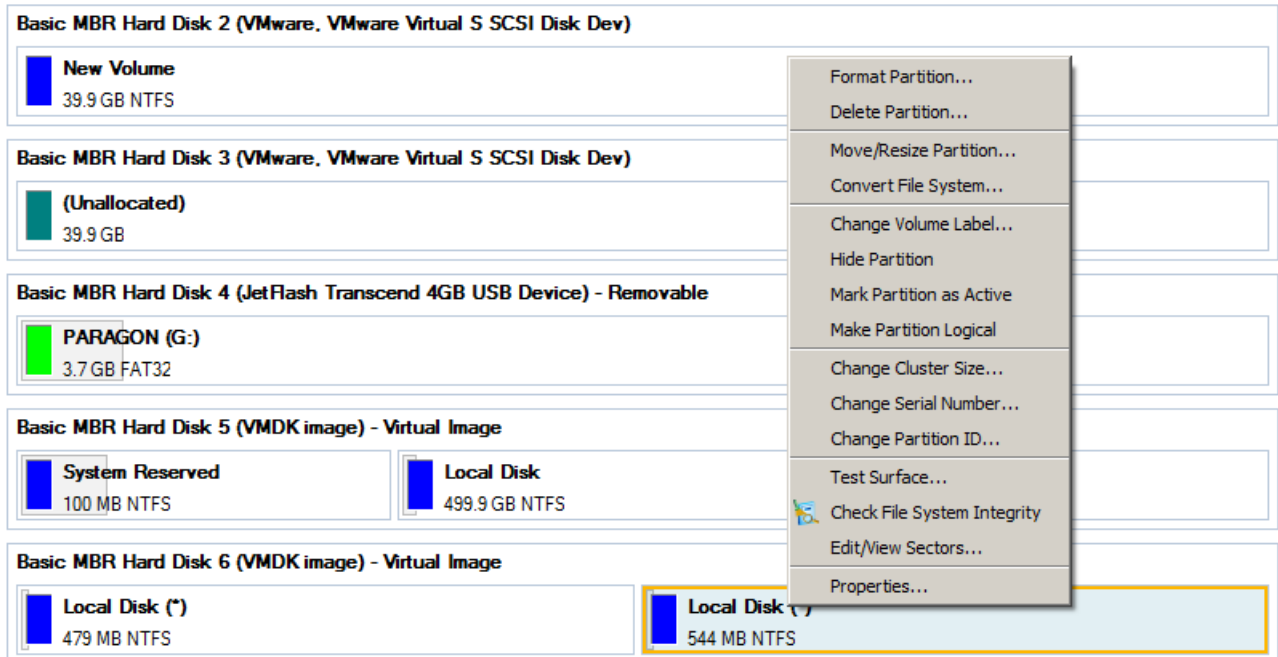 Basic MBR Hard Disk 2 (VMware, VMware Virtual S SCSI Disk Dev)
New Volume
39.9 GB NTFS
Basic MBR Hard Disk 3 (VMware, VMware Virtual S SCSI Disk Dev)
(Unallocated)
39.9 GB
Basic MBR Hard Disk 4 (JetFlash Transcend 4GB USB Device) - Removable
PARAGON (G:)
3.7 GB FAT32
Basic MBR Hard Disk 5 (VMDK image) - Virtual Image
System Reserved
100 MB NTFS
Local Disk
499.9 GB NTFS
Basic MBR Hard Disk 6 (VMDK image) - Virtual Image
Local Disk (*)
479 MB NTFS
Local Disk
544 MB NTFS
Format Partition...
Delete Partition...
Move/Resize Partition...
Convert File System...
Change Volume Label...
Hide Partition
Mark Partition as Active
Make Partition Logical
Change Cluster Size...
Change Serial Number...
Change Partition ID...
Test Surface...
Check File System Integrity
Edit/View Sectors...
Properties...